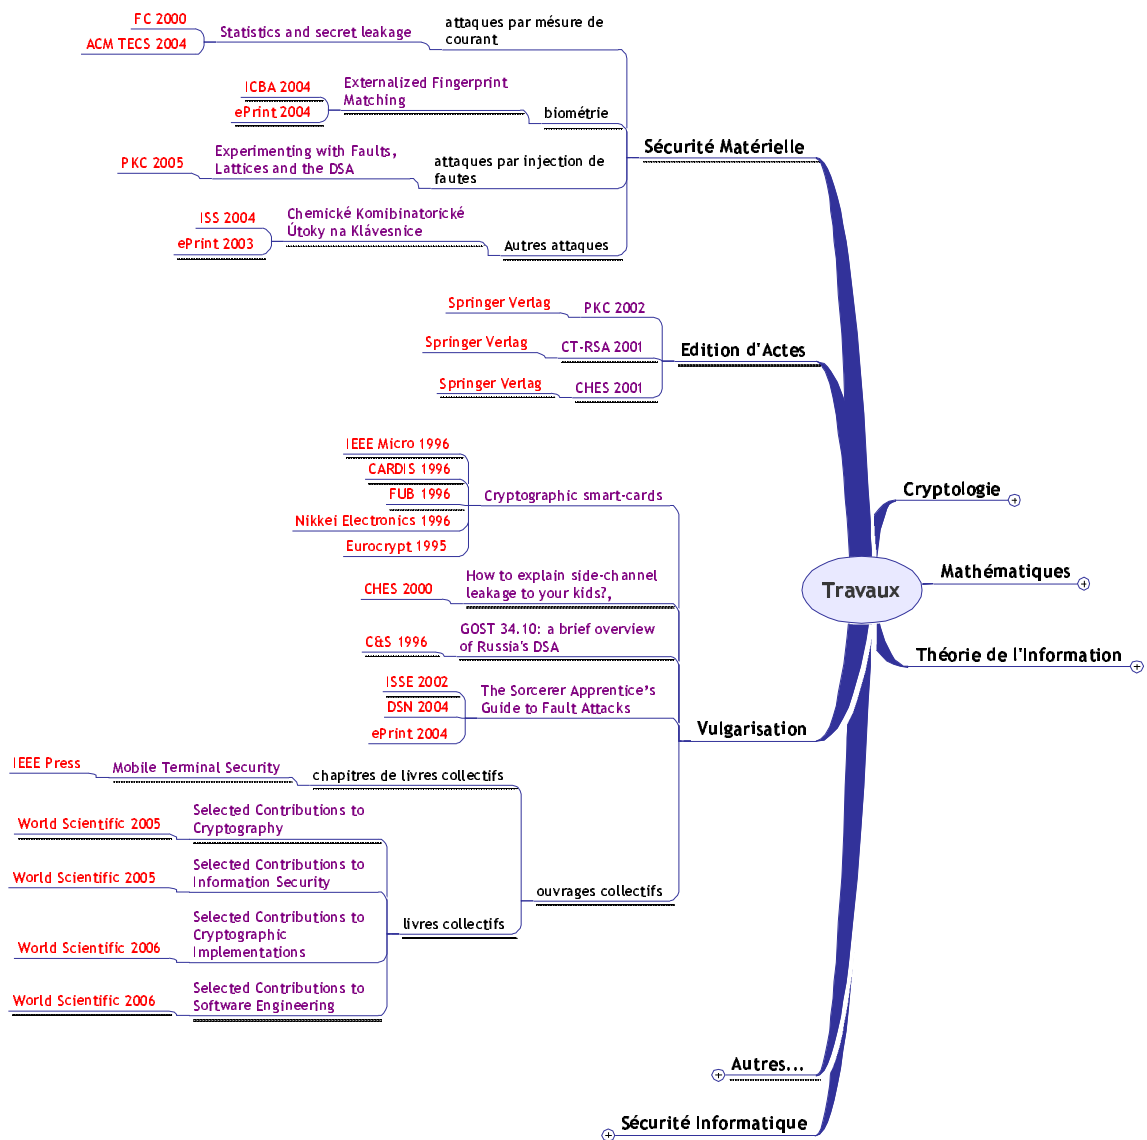 FC 2000
ACM TECS 2004
Statistics and secret leakage
attaques par mésure de
courant
ICBA 2004
ePrint 2004
Externalized Fingerprint
Matching
biométrie
PKC 2005
Experimenting with Faults,
Lattices and the DSA
attaques par injection de
fautes
ISS 2004
ePrint 2003
Chemické Komibinatorické
Útoky na Klávesnice
Autres attaques
Sécurité Matérielle
Springer Verlag
PKC 2002
Springer Verlag
CT-RSA 2001
Springer Verlag
CHES 2001
Edition d'Actes
IEEE Micro 1996
CARDIS 1996
FUB 1996
Nikkei Electronics 1996
Eurocrypt 1995
Cryptographic smart-cards
CHES 2000
How to explain side-channel
leakage to your kids?,
C&S 1996
GOST 34.10: a brief overview
of Russia's DSA
ISSE 2002
DSN 2004
ePrint 2004
The Sorcerer Apprentice's
Guide to Fault Attacks
Vulgarisation
IEEE Press
Mobile Terminal Security
chapitres de livres collectifs
World Scientific 2005
Selected Contributions to
Cryptography
World Scientific 2005
Selected Contributions to
Information Security
World Scientific 2006
Selected Contributions to
Cryptographic
Implementations
World Scientific 2006
Selected Contributions to
Software Engineering
livres collectifs
ouvrages collectifs
Autres...
Sécurité Informatique
Travaux
Cryptologie
Mathématiques
Théorie de l'Information